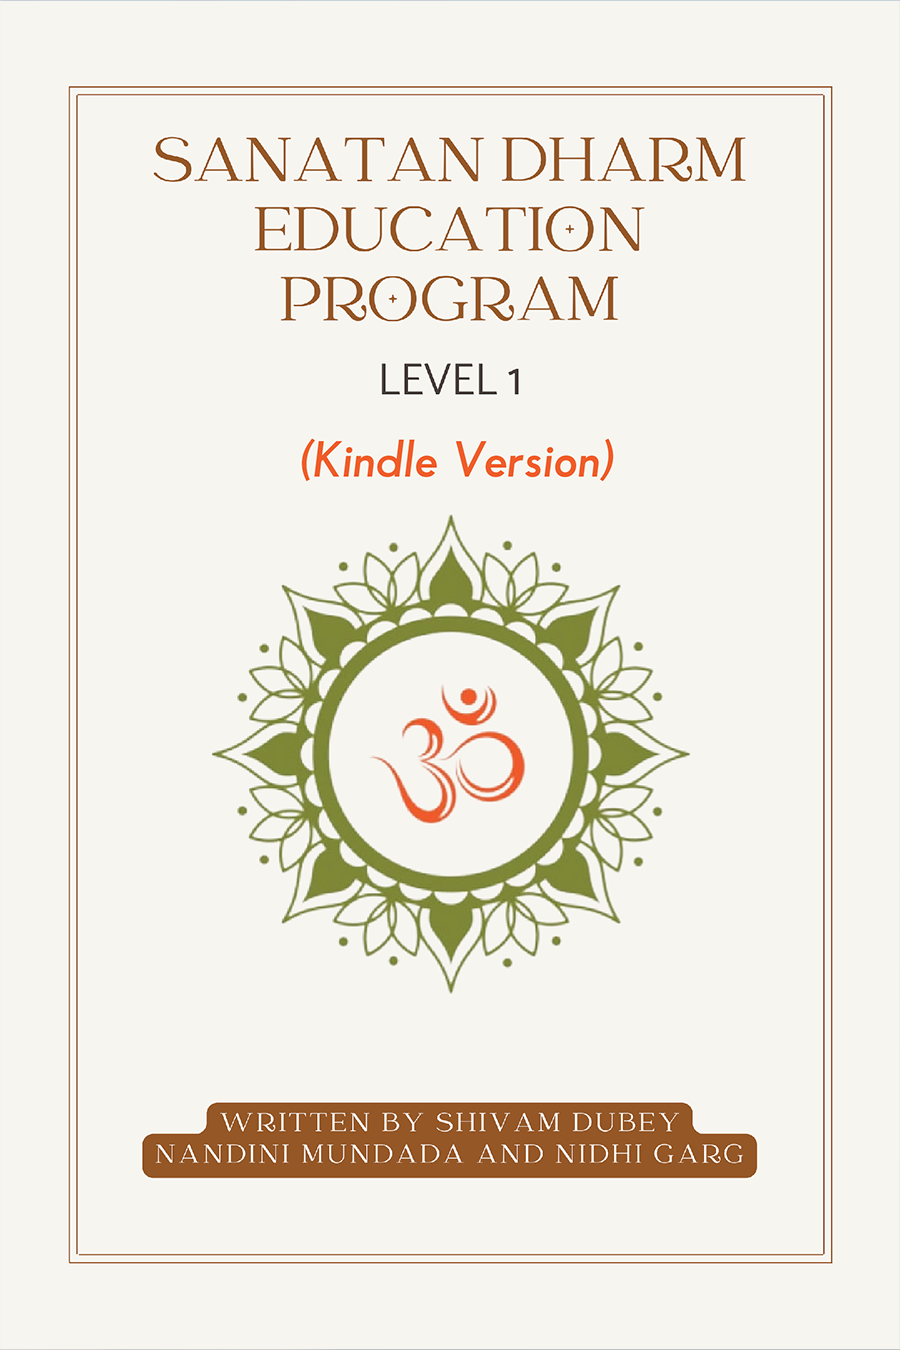 SANATAN DHARM
EDUCATION
PROGRAM
LEVEL 1
(Kindle Version)
ॐ
WRITTEN BY SHIVAM DUBEY
NANDINI MUNDADA AND NIDHI GARG